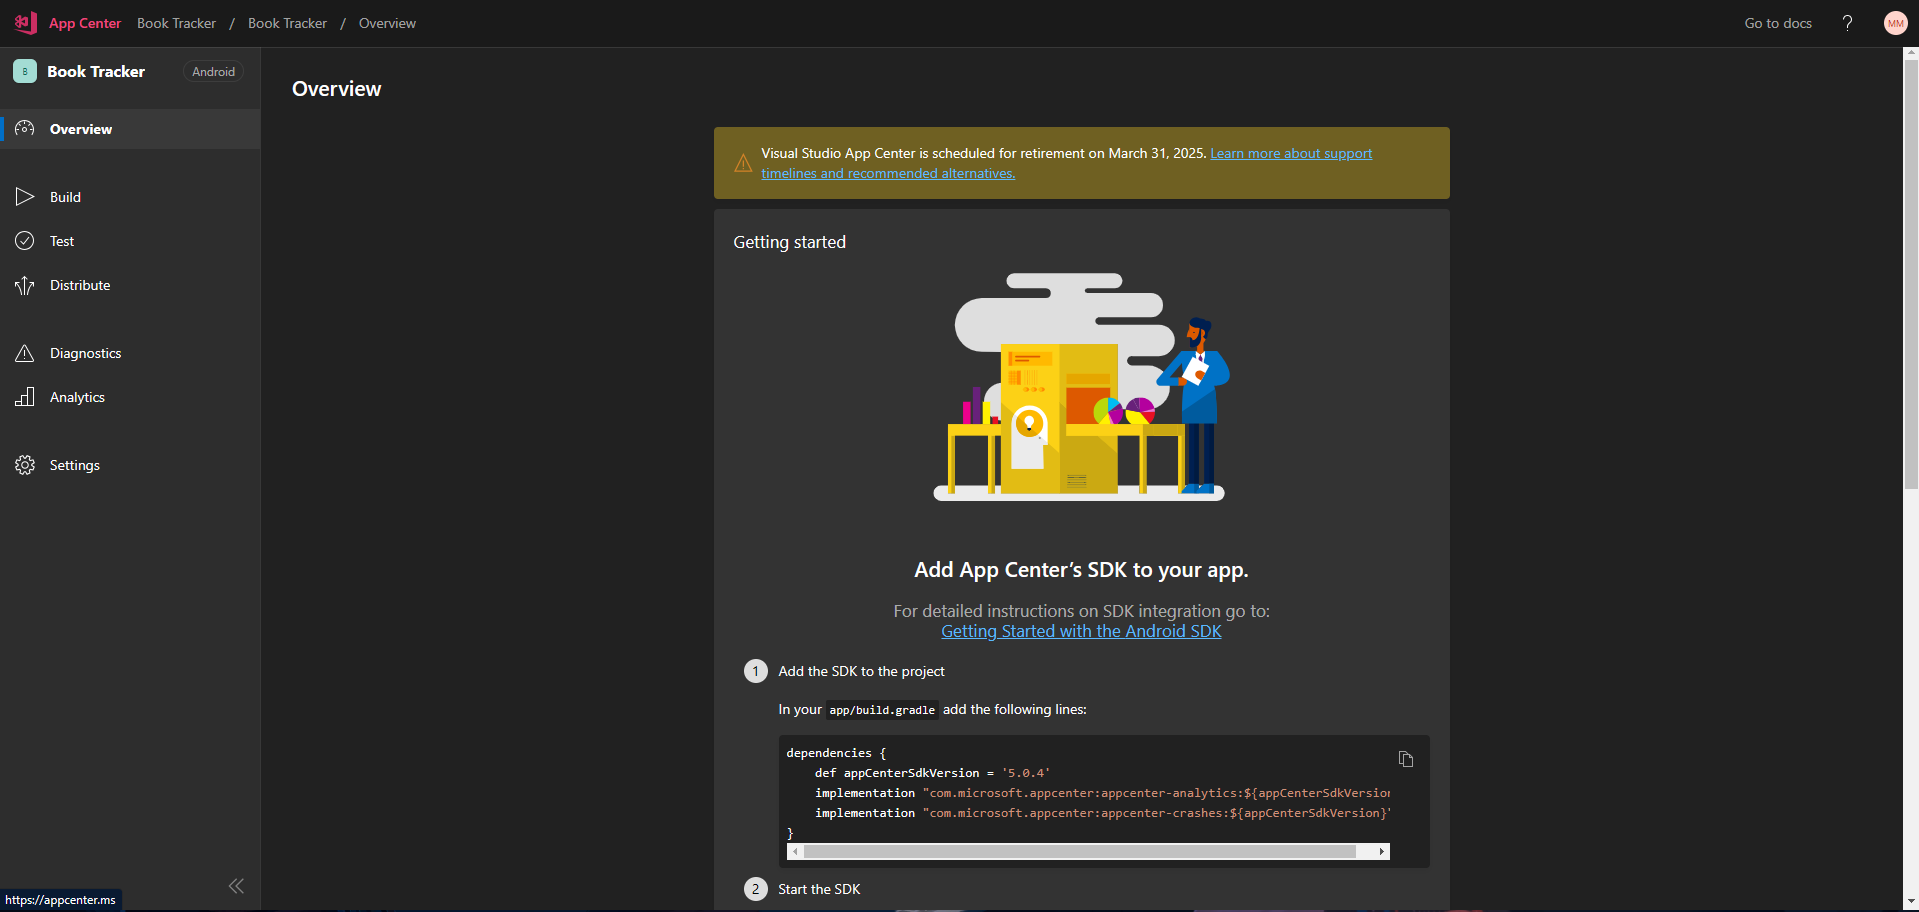 App Center Book Tracker / Book Tracker / Overview Go to docs ? MM
B Book Tracker Android
Overview
Build
Test
Distribute
Diagnostics
Analytics
Settings
https://appcenter.ms
Overview
Visual Studio App Center is scheduled for retirement on March 31, 2025. Learn more about support
timelines and recommended alternatives.
Getting started
Add App Center’s SDK to your app.
For detailed instructions on SDK integration go to:
Getting Started with the Android SDK
1 Add the SDK to the project
In your app/build.gradle add the following lines:
dependencies {
def appCenterSdkVersion = '5.0.4'
implementation "com.microsoft.appcenter:appcenter-analytics:${appCenterSdkVersion
implementation "com.microsoft.appcenter:appcenter-crashes:${appCenterSdkVersion}"
}
2 Start the SDK